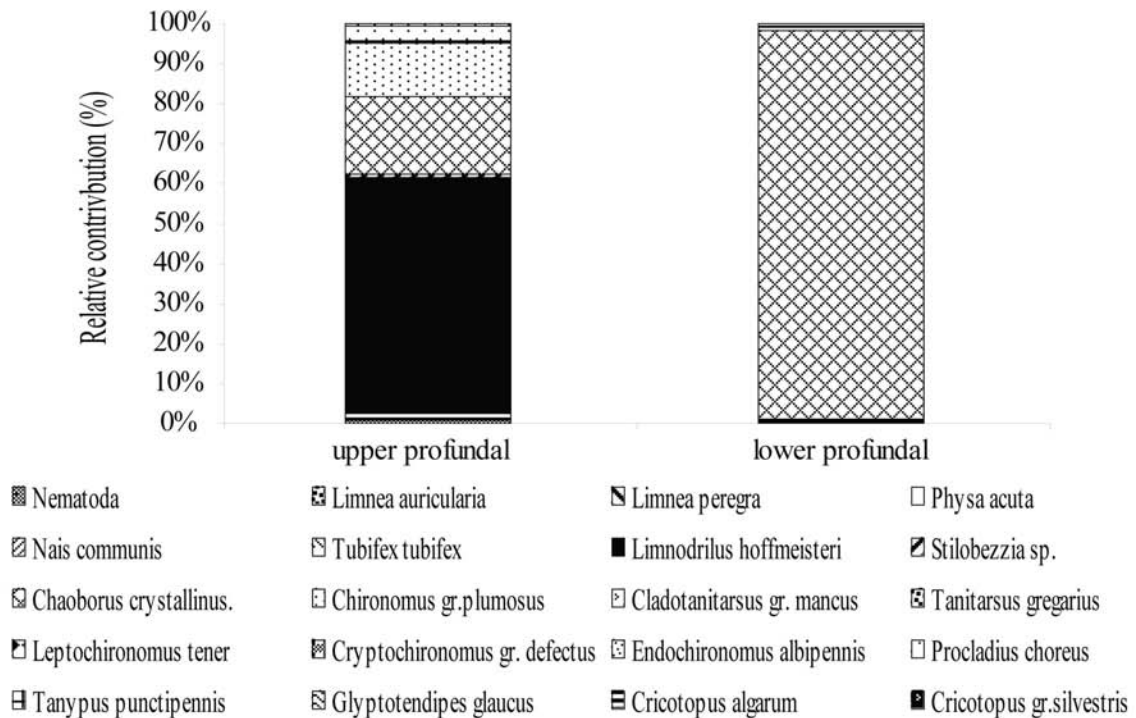 100%
90%
80%
70%
60%
50%
40%
30%
20%
10%
0%
Relative contrivbution (%)
upper profundal lower profundal
Nematoda Limnea auricularia Limnea peregra Physa acuta
Nais communis Tubifex tubifex Limnodrilus hoffmeisteri Stilobezzia sp.
Chaoborus crystallinus. Chironomus gr.plumosus Cladotanitarsus gr. mancus Tanitarsus gregarius
Leptochironomus tener Cryptochironomus gr. defectus Endochironomus albipennis Procladius choreus
Tanypus punctipennis Glyptotendipes glaucus Cricotopus algarum Cricotopus gr.silvestris